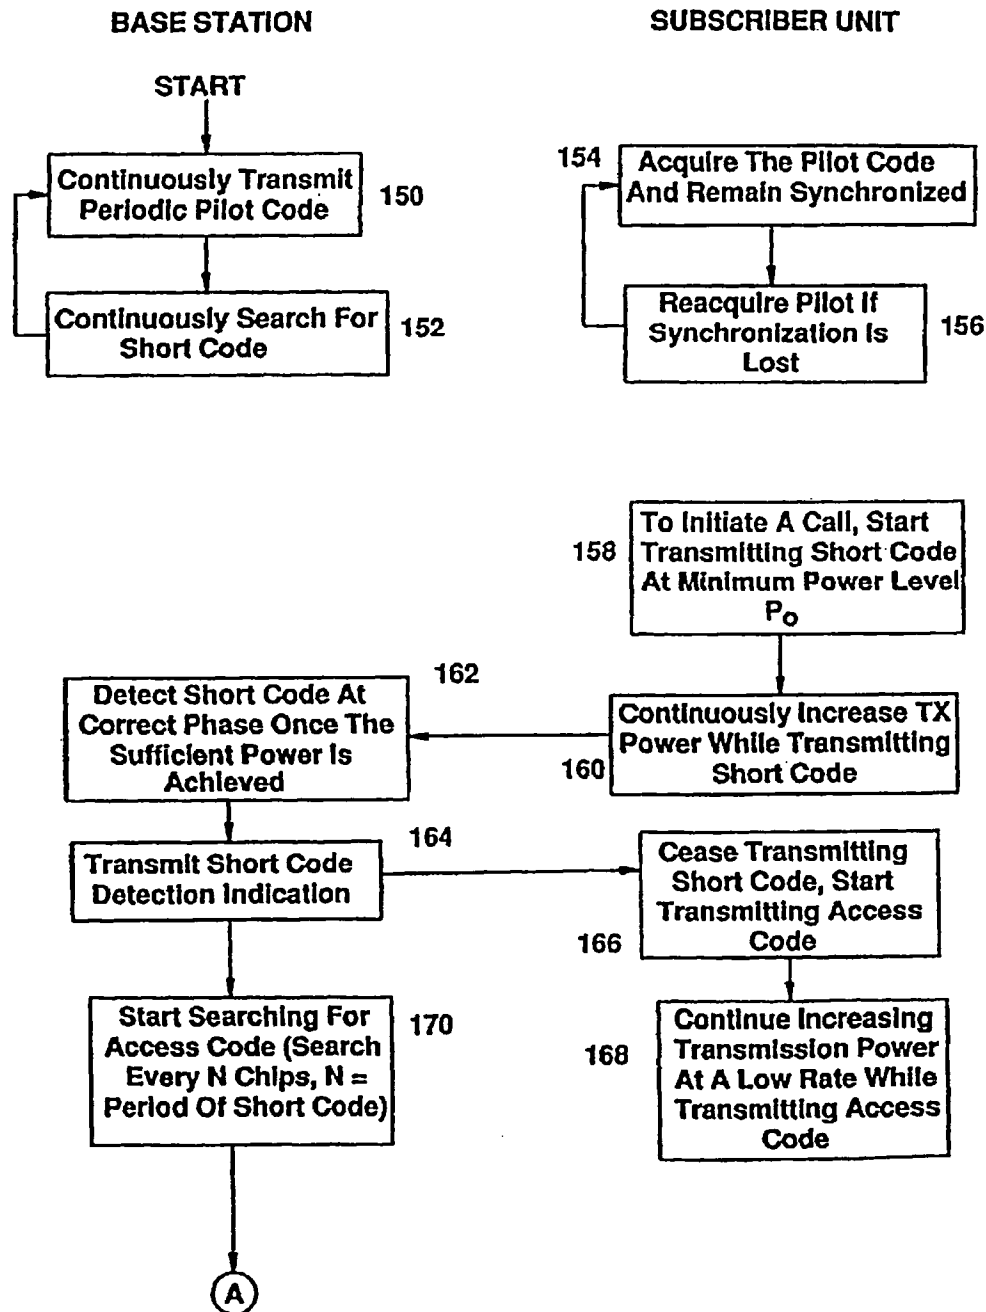 BASE STATION
SUBSCRIBER UNIT
START
Continuously Transmit
Periodic Pilot Code
150
154
Acquire The Pilot Code
And Remain Synchronized
Continuously Search For
Short Code
152
Reacquire Pilot If
Synchronization Is
Lost
156
158
To Initiate A Call, Start
Transmitting Short Code
At Minimum Power Level
Po
162
Detect Short Code At
Correct Phase Once The
Sufficient Power Is
Achieved
Continuously Increase TX
Power While Transmitting
Short Code
160
164
Transmit Short Code
Detection Indication
Cease Transmitting
Short Code, Start
Transmitting Access
Code
166
Start Searching For
Access Code (Search
Every N Chips, N =
Period Of Short Code)
170
168
Continue Increasing
Transmission Power
At A Low Rate While
Transmitting Access
Code
A